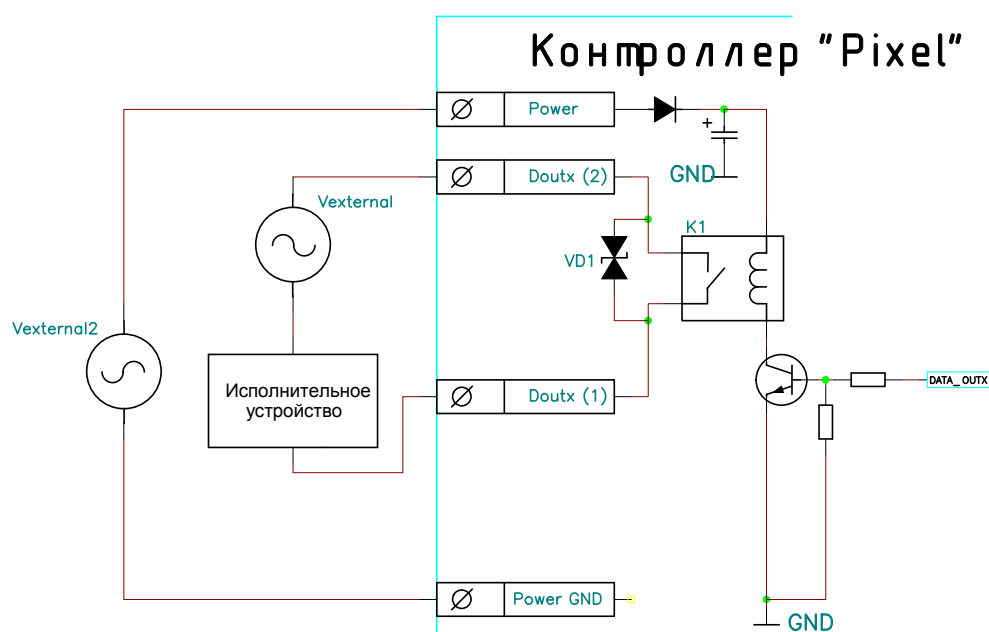 Контроллер "Pixel"
Power
+
GND
Doutx (2)
Vexternal
K1
VD1
Vexternal2
Исполнительное
устройство
Doutx (1)
DATA_OUTX
Power GND
GND